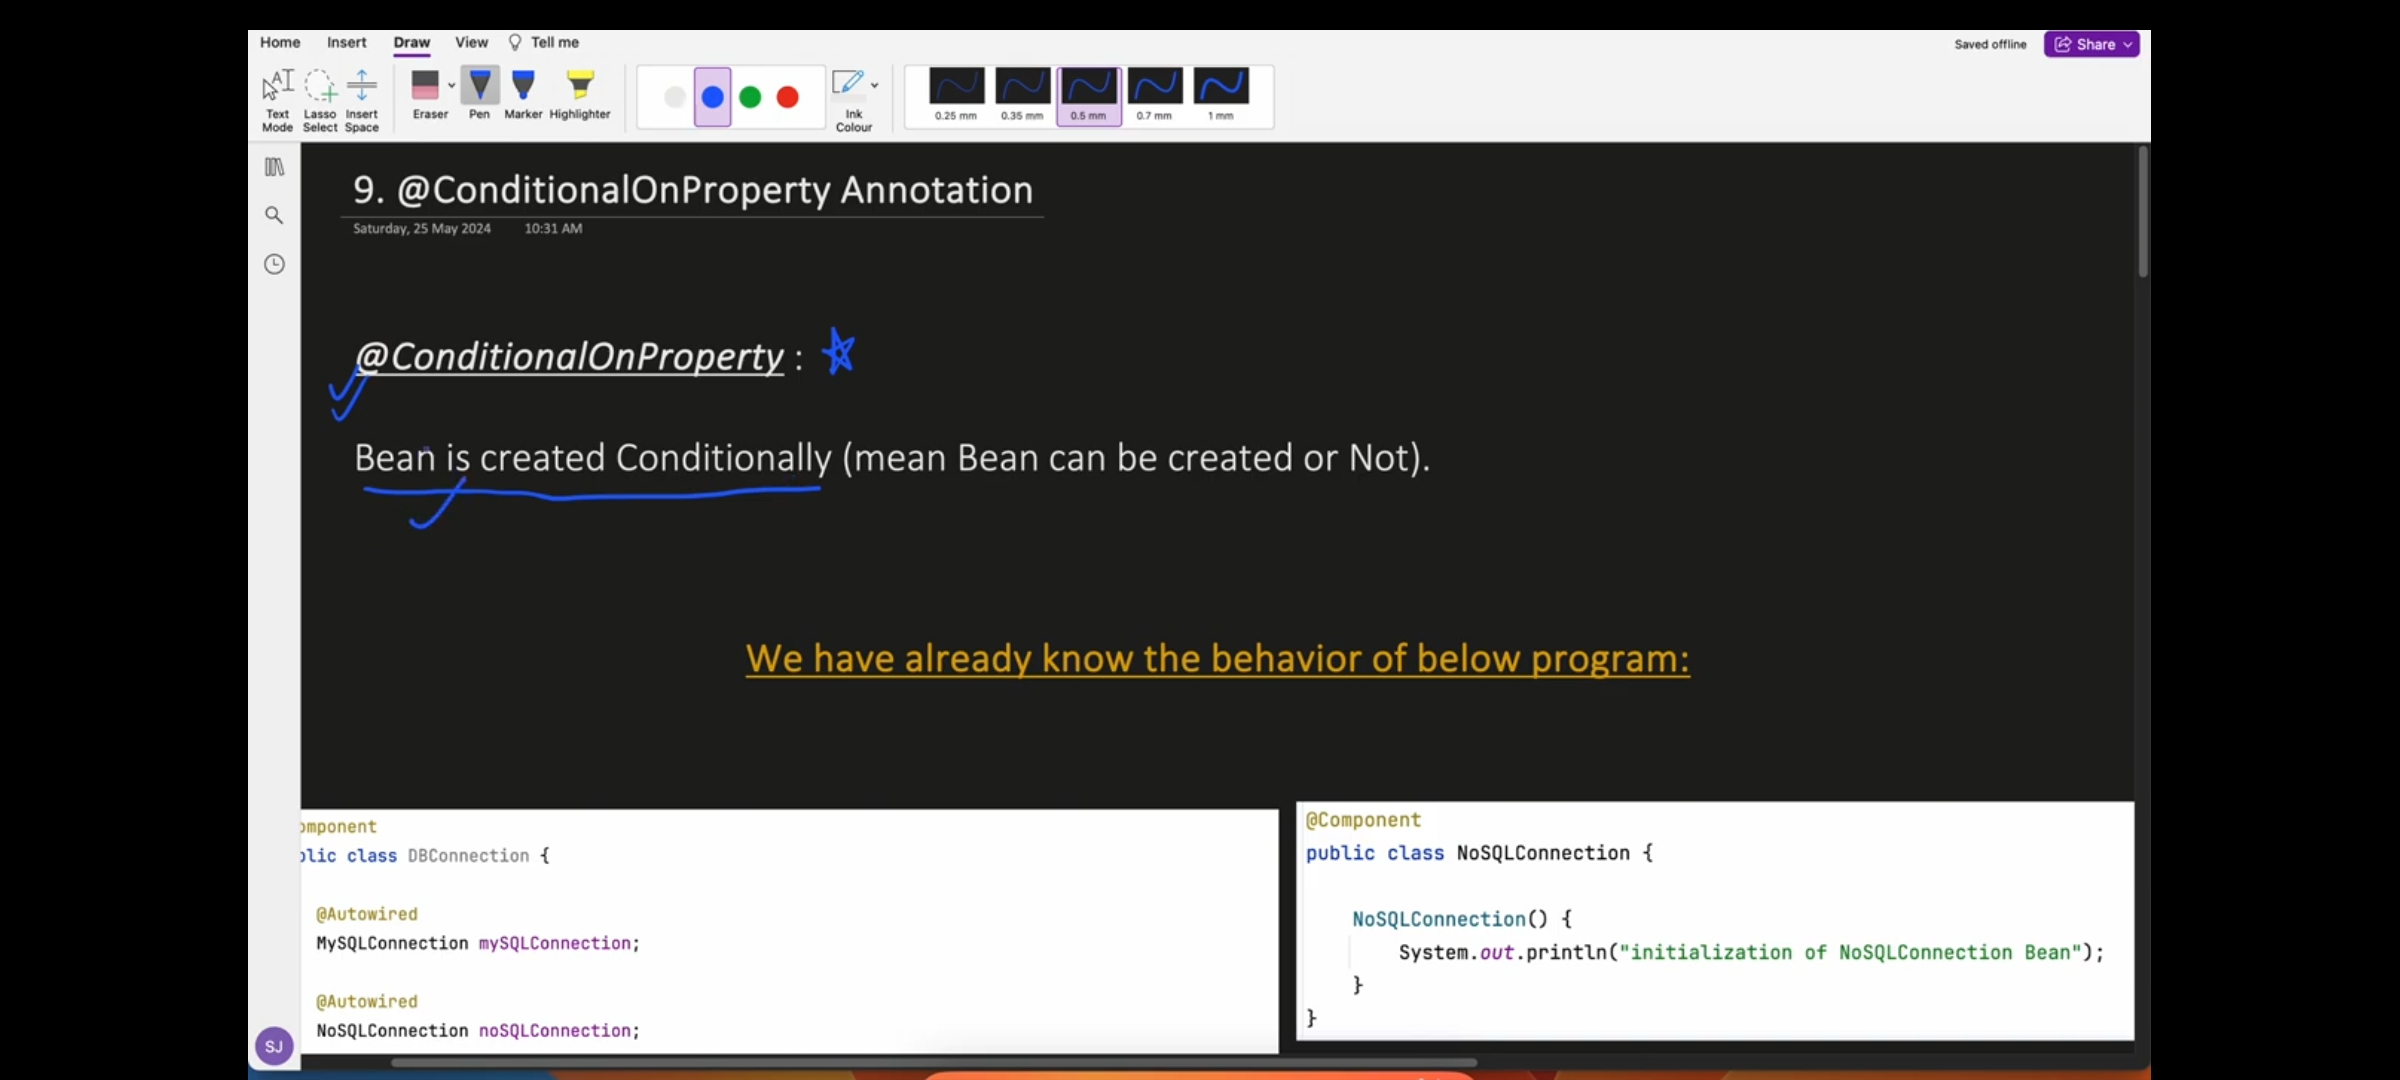 Home Insert Draw View Tell me
Saved offline Share
Text Mode
Lasso Select
Insert Space
Eraser Pen Marker Highlighter
Ink Colour
0.25 mm 0.35 mm 0.5 mm 0.7 mm 1 mm
9. @ConditionalOnProperty Annotation
Saturday, 25 May 2024 10:31 AM
@ConditionalOnProperty :
Bean is created Conditionally (mean Bean can be created or Not).
We have already know the behavior of below program:
omponent
blic class DBConnection {
@Autowired
MySQLConnection mySQLConnection;
@Autowired
NoSQLConnection noSQLConnection;
@Component
public class NoSQLConnection {
NoSQLConnection() {
System.out.println("initialization of NoSQLConnection Bean");
}
}
SJ